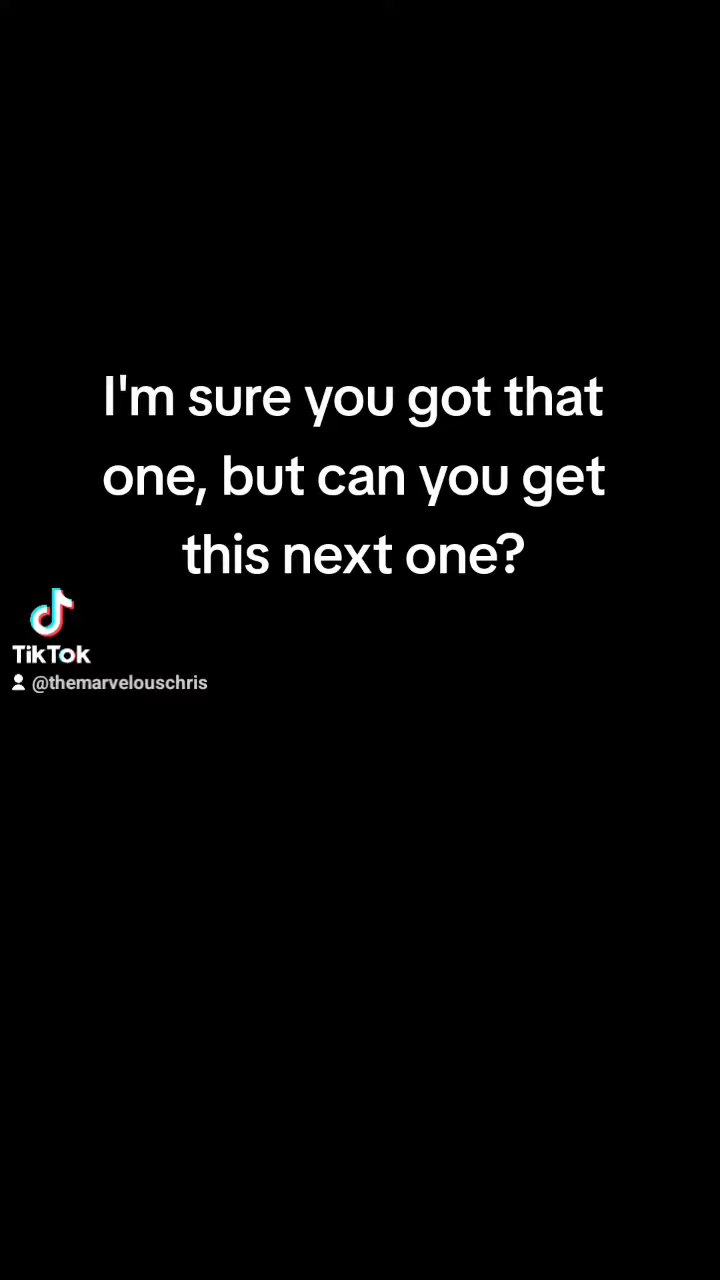 I'm sure you got that
one, but can you get
this next one?
TikTok
@themarvelouschris